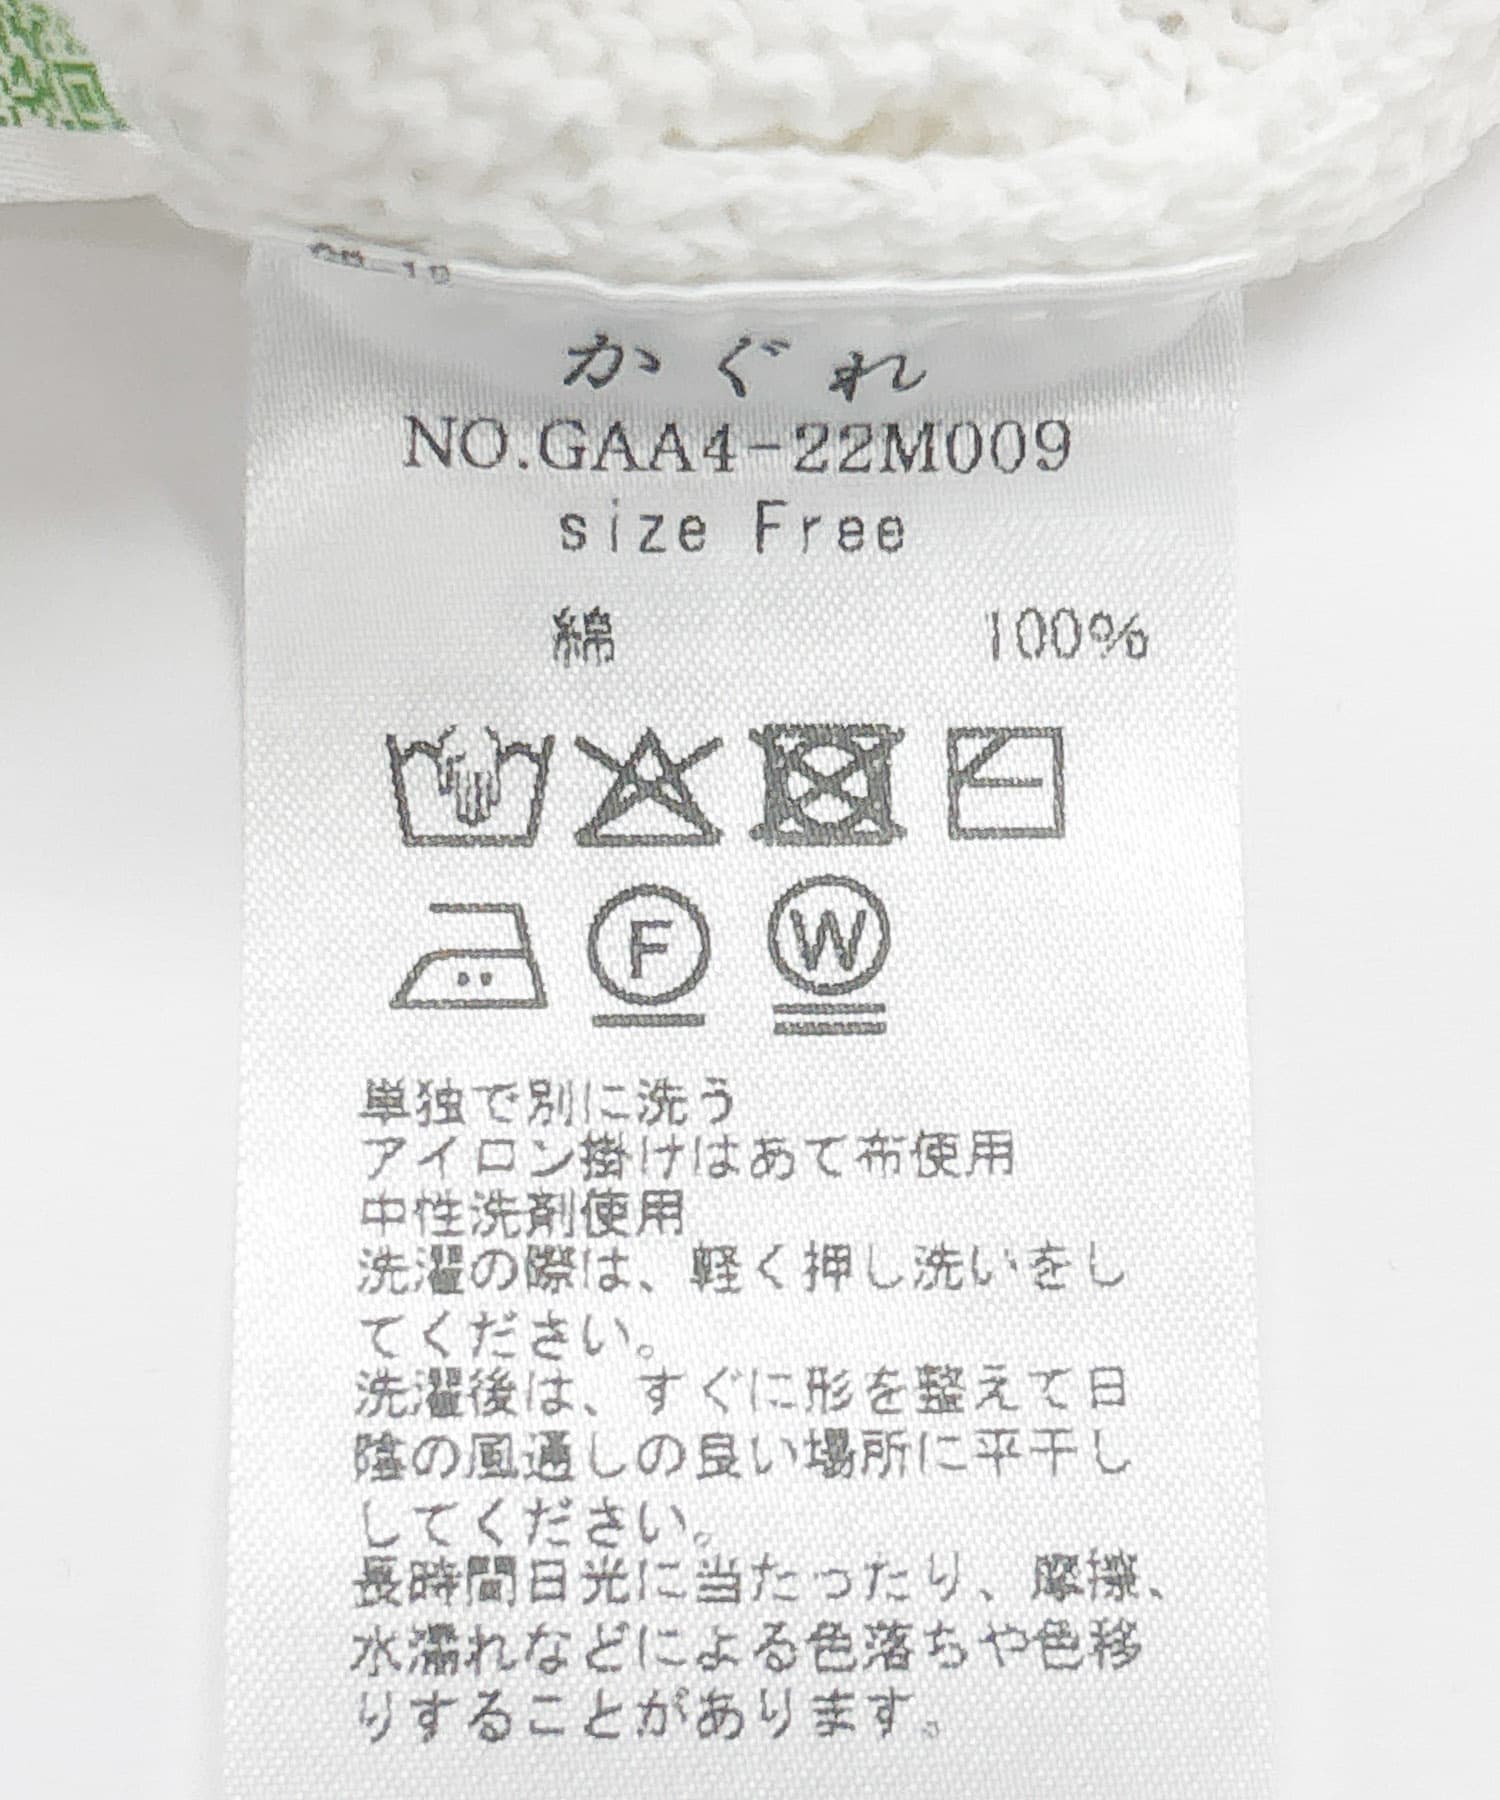 かぐれ
NO.GAA4-22M009
size Free
綿 100%
F W
単独で別に洗う
アイロン掛けはあて布使用
中性洗剤使用
洗濯の際は、軽く押し洗いをし
てください。
洗濯後は、すぐに形を整えて日
陰の風通しの良い場所に平干し
してください。
長時間日光に当たったり、摩擦、
水濡れなどによる色落ちや色移
りすることがあります。